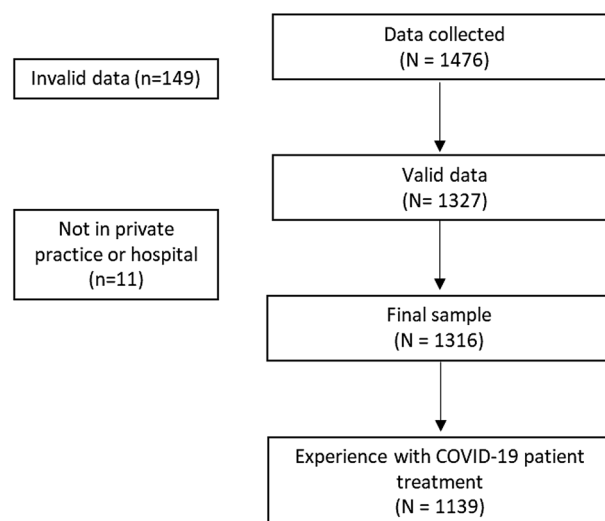 Data collected
(N = 1476)
Invalid data (n=149)
Valid data
(N= 1327)
Not in private
practice or hospital
(n=11)
Final sample
(N = 1316)
Experience with COVID-19 patient
treatment
(N = 1139)